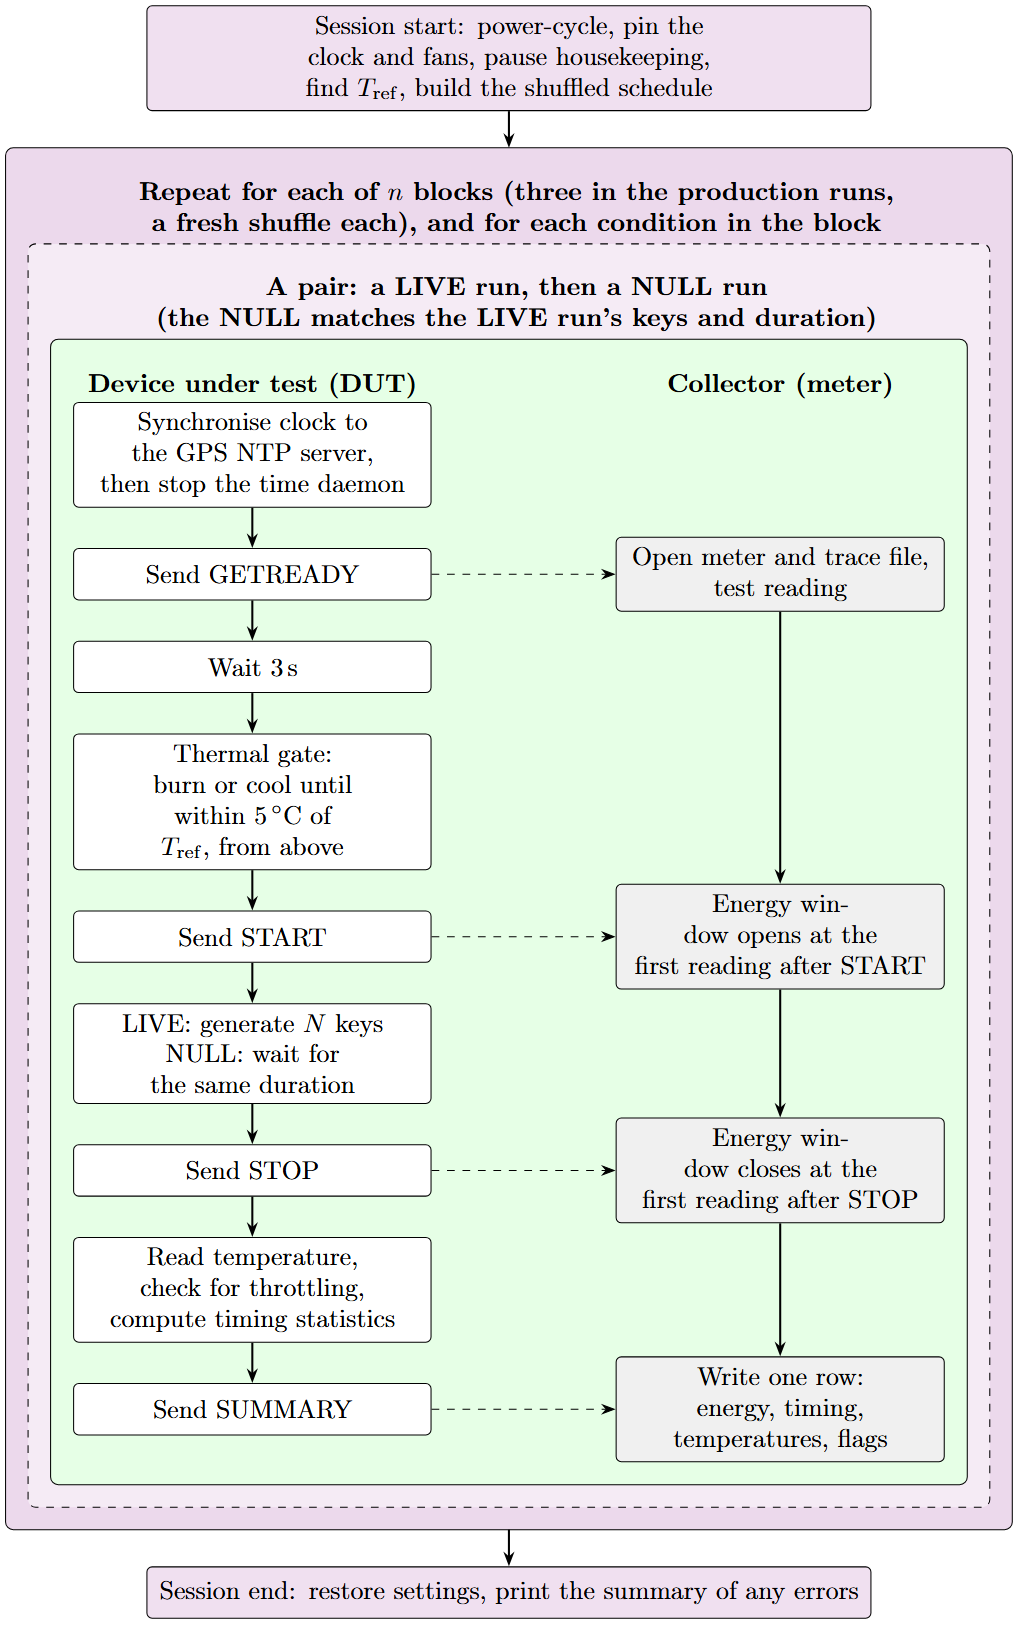 Session start: power-cycle, pin the
clock and fans, pause housekeeping,
find T_ref, build the shuffled schedule
Repeat for each of n blocks (three in the production runs,
a fresh shuffle each), and for each condition in the block
A pair: a LIVE run, then a NULL run
(the NULL matches the LIVE run's keys and duration)
Device under test (DUT)
Synchronise clock to
the GPS NTP server,
then stop the time daemon
Send GETREADY
Wait 3 s
Thermal gate:
burn or cool until
within 5 °C of
T_ref, from above
Send START
LIVE: generate N keys
NULL: wait for
the same duration
Send STOP
Read temperature,
check for throttling,
compute timing statistics
Send SUMMARY
Collector (meter)
Open meter and trace file,
test reading
Energy win-
dow opens at the
first reading after START
Energy win-
dow closes at the
first reading after STOP
Write one row:
energy, timing,
temperatures, flags
Session end: restore settings, print the summary of any errors